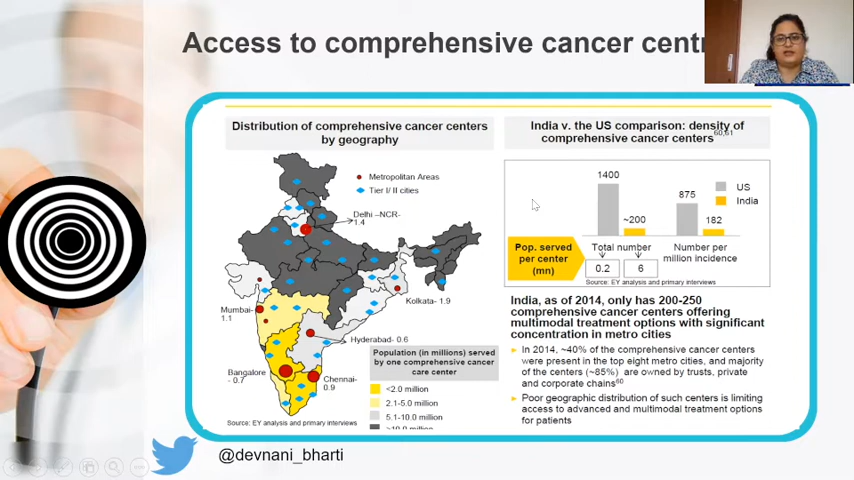 Access to comprehensive cancer
Distribution of comprehensive cancer centers
by geography
Metropolitan Areas
Tier I/ II cities
Delhi –NCR-
1.4
Kolkata- 1.9
Mumbai-
1.1
Hyderabad- 0.6
Bangalore
- 0.7
Chennai-
0.9
Population (in millions) served
by one comprehensive cancer
care center
<2.0 million
2.1-5.0 million
5.1-10.0 million
>10.0 million
Source: EY analysis and primary interviews
India v. the US comparison: density of
comprehensive cancer centers60,61
1400
~200
875
182
US
India
Pop. served
per center
(mn)
Total number
0.2
6
Number per
million incidence
Source: EY analysis and primary interviews
India, as of 2014, only has 200-250
comprehensive cancer centers offering
multimodal treatment options with significant
concentration in metro cities
In 2014, ~40% of the comprehensive cancer centers
were present in the top eight metro cities, and majority
of the centers (~85%) are owned by trusts, private
and corporate chains60
Poor geographic distribution of such centers is limiting
access to advanced and multimodal treatment options
for patients
@devnani_bharti